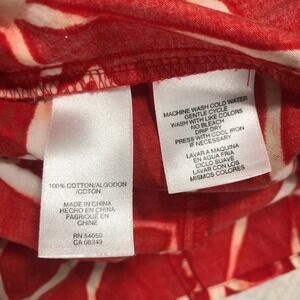 100% COTTON/ALGODON
/COTON
MADE IN CHINA
HECHO EN CHINA
FABRIQUÉ EN
CHINE
RN 54050
CA 08349
MACHINE WASH COLD WATER
GENTLE CYCLE
WASH WITH LIKE COLORS
NO BLEACH
DRIP DRY
PRESS WITH COOL IRON
IF NECESSARY
LAVAR A MAQUINA
EN AGUA FRIA
CICLO SUAVE
LAVAR CON LOS
MISMOS COLORES